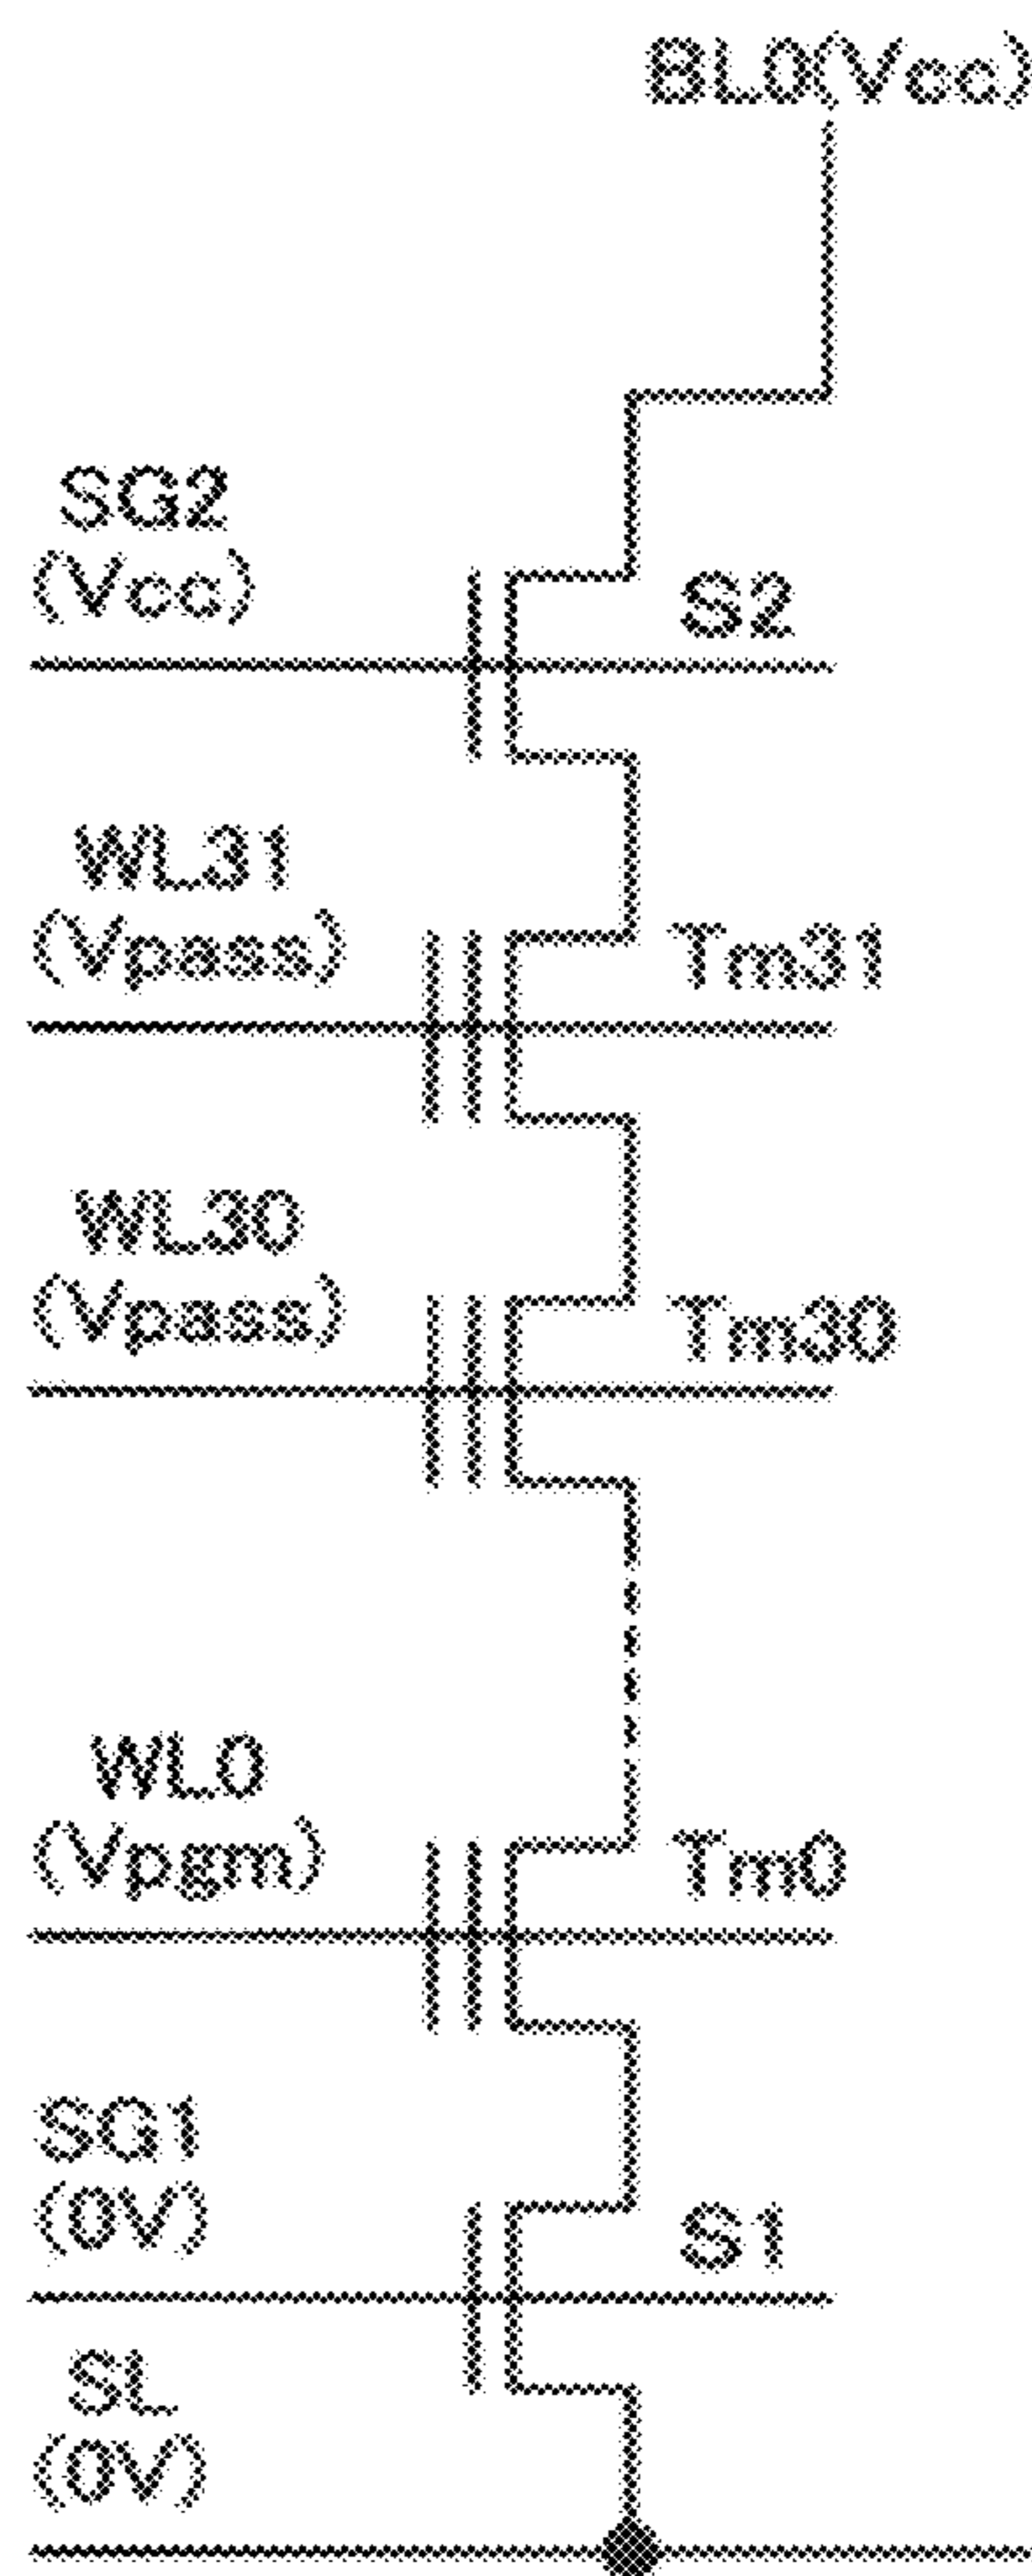 BL0(Vcc)
SG2
(Vcc)
S2
WL31
(Vpass)
Tm31
WL30
(Vpass)
Tm30
WL0
(Vpgm)
Tm0
SG1
(0V)
S1
SL
(0V)